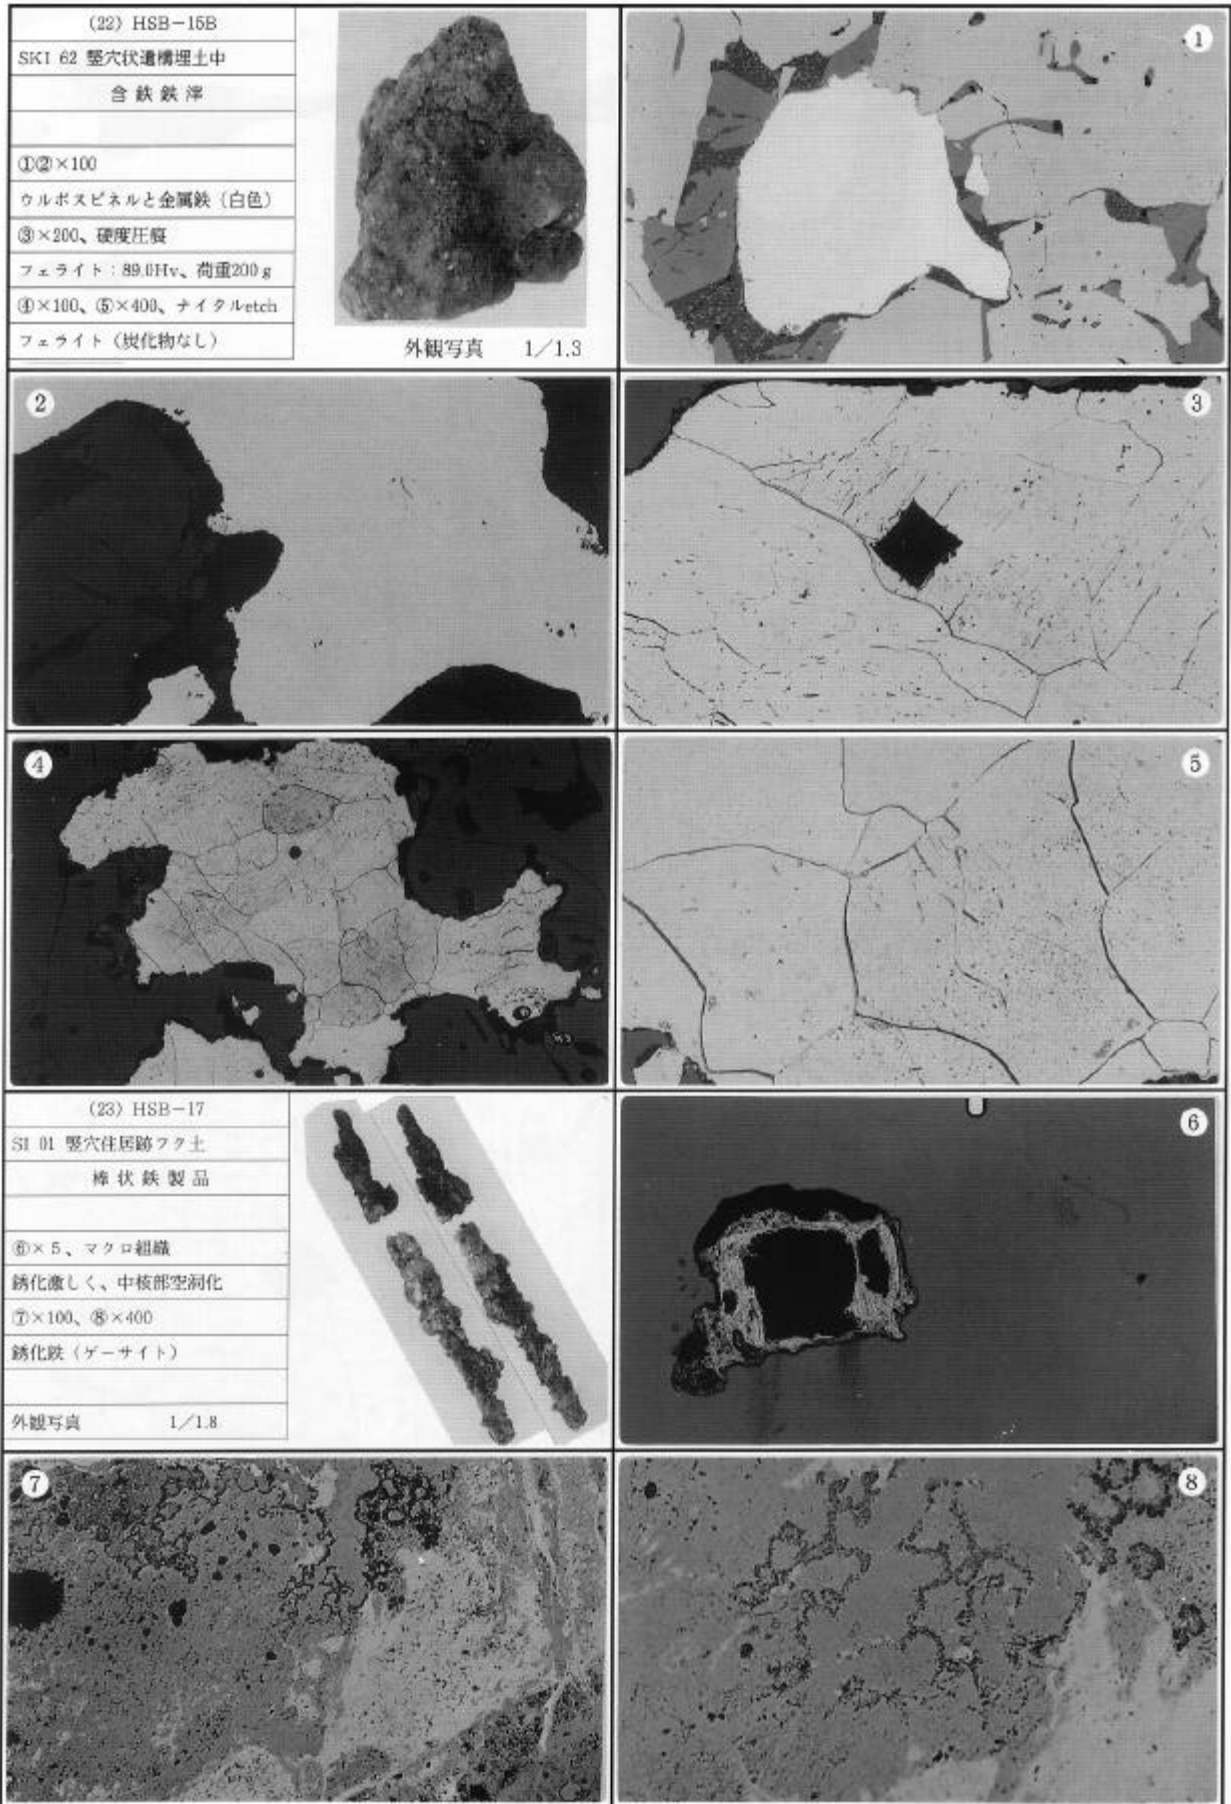 (22) HSB-15B
SKI 62 竪穴状遺構埋土中
含鉄鉄滓
①②×100
ウルボスピネルと金属鉄（白色）
③×200、硬度圧痕
フェライト：89.0Hv、荷重200g
④×100、⑤×400、ナイタルetch
フェライト（炭化物なし）
外観写真 1/1.3
①
②
③
④
⑤
(23) HSB-17
SI 01 竪穴住居跡フク土
棒状鉄製品
⑥×5、マクロ組織
銹化激しく、中核部空洞化
⑦×100、⑧×400
銹化鉄（ゲーサイト）
外観写真 1/1.8
⑥
⑦
⑧